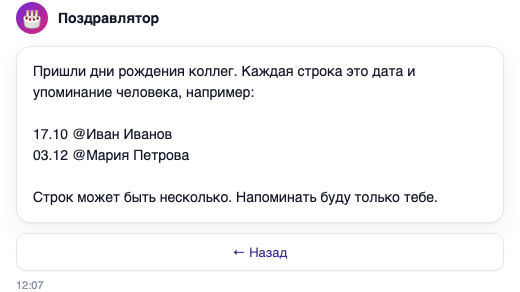 Поздравлятор
Пришли дни рождения коллег. Каждая строка это дата и
упоминание человека, например:
17.10 @Иван Иванов
03.12 @Мария Петрова
Строк может быть несколько. Напоминать буду только тебе.
← Назад
12:07